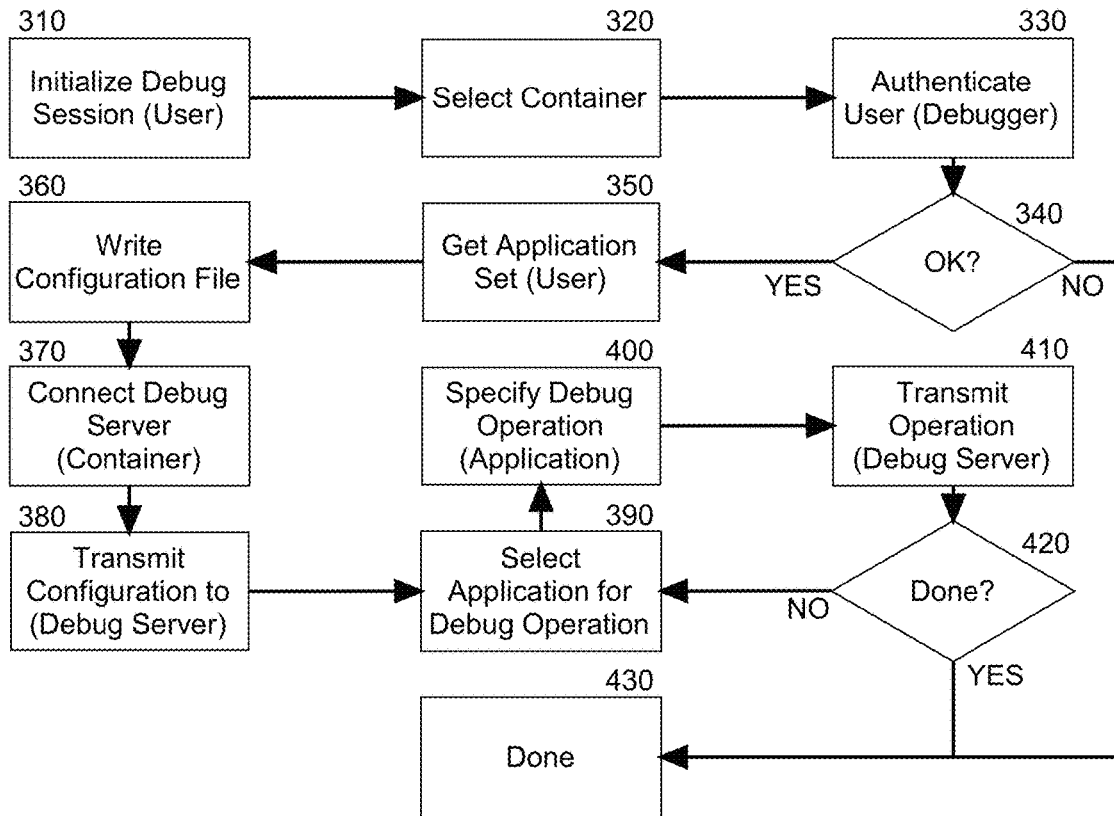 310
Initialize Debug
Session (User)
320
Select Container
330
Authenticate
User (Debugger)
340
OK?
YES
NO
350
Get Application
Set (User)
360
Write
Configuration File
370
Connect Debug
Server
(Container)
380
Transmit
Configuration to
(Debug Server)
390
Select
Application for
Debug Operation
400
Specify Debug
Operation
(Application)
410
Transmit
Operation
(Debug Server)
420
Done?
NO
YES
430
Done